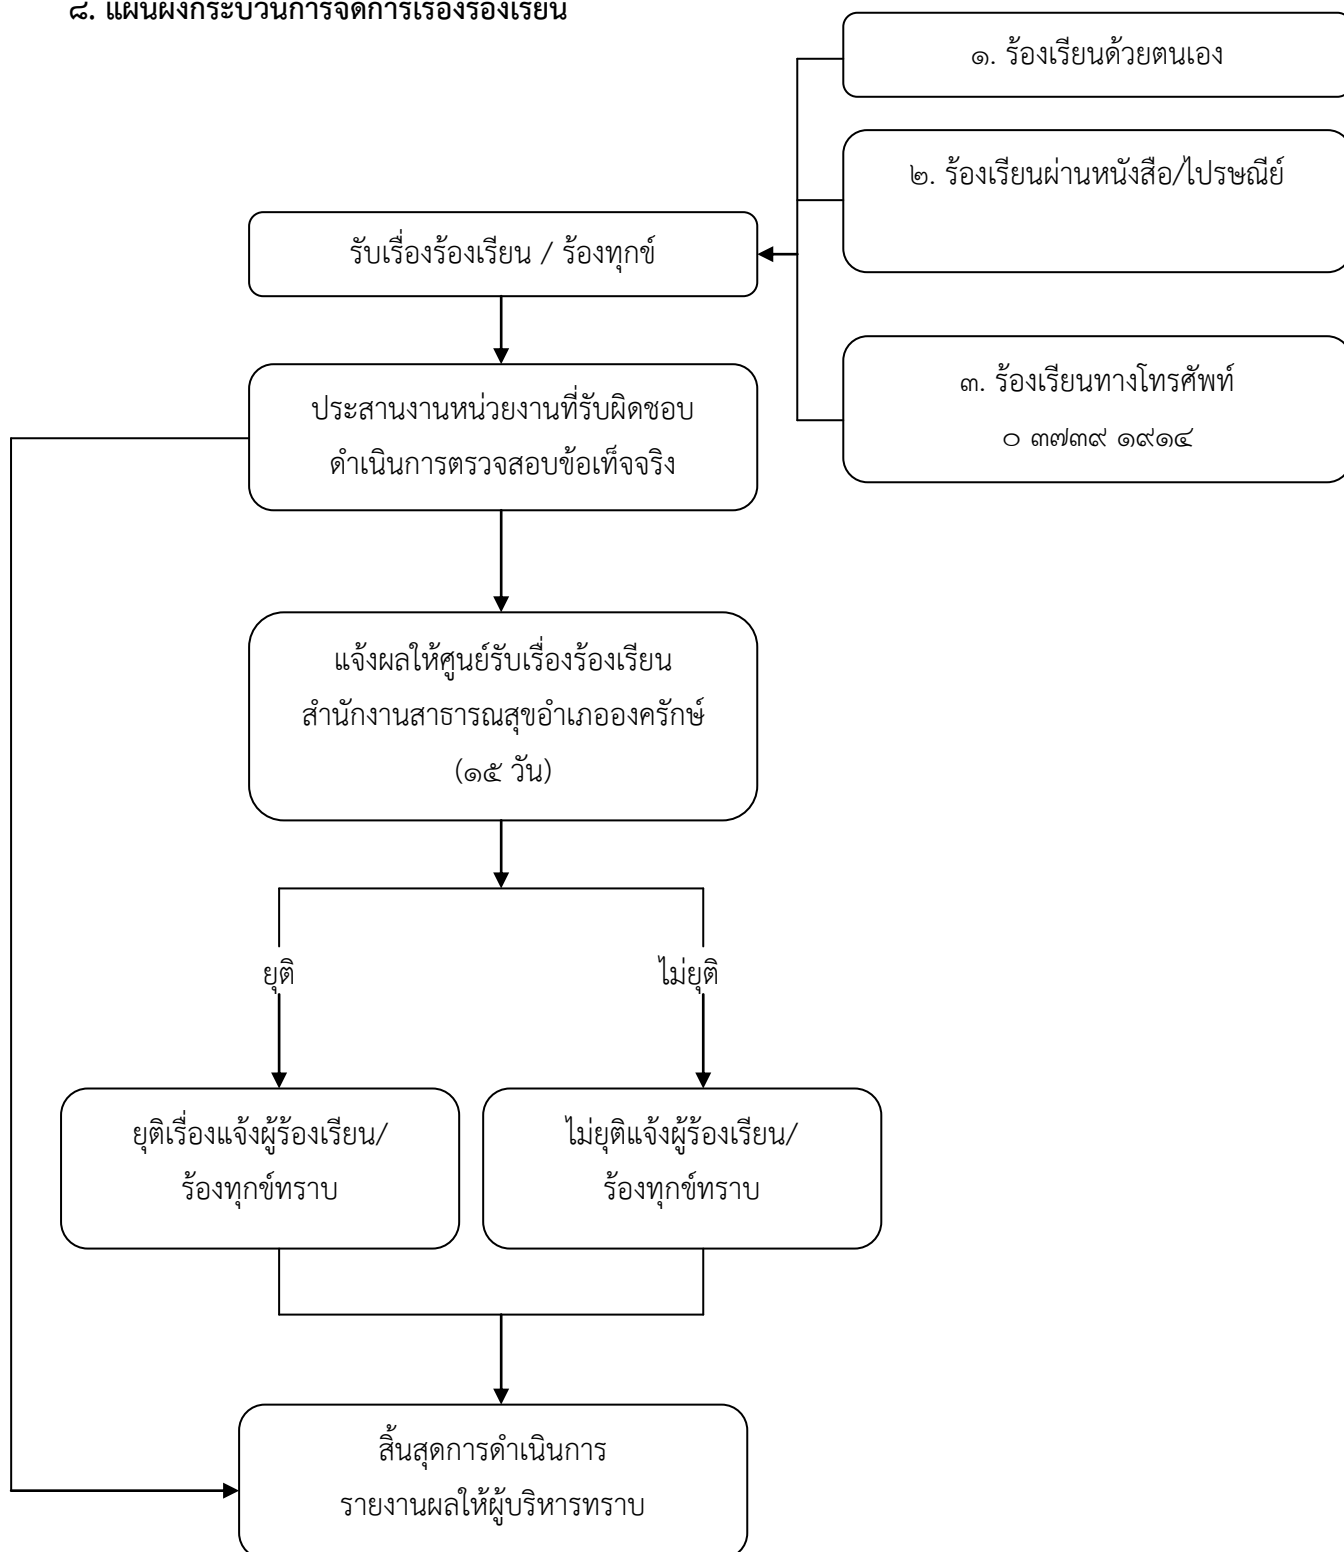 ๘. แผนผังกระบวนการจัดการเรื่องร้องเรียน
๑. ร้องเรียนด้วยตนเอง
๒. ร้องเรียนผ่านหนังสือ/ไปรษณีย์
รับเรื่องร้องเรียน / ร้องทุกข์
๓. ร้องเรียนทางโทรศัพท์
๐ ๓๗๓๙ ๑๙๑๔
ประสานงานหน่วยงานที่รับผิดชอบ
ดำเนินการตรวจสอบข้อเท็จจริง
แจ้งผลให้ศูนย์รับเรื่องร้องเรียน
สำนักงานสาธารณสุขอำเภอองครักษ์
(๑๕ วัน)
ยุติ
ไม่ยุติ
ยุติเรื่องแจ้งผู้ร้องเรียน/
ร้องทุกข์ทราบ
ไม่ยุติแจ้งผู้ร้องเรียน/
ร้องทุกข์ทราบ
สิ้นสุดการดำเนินการ
รายงานผลให้ผู้บริหารทราบ